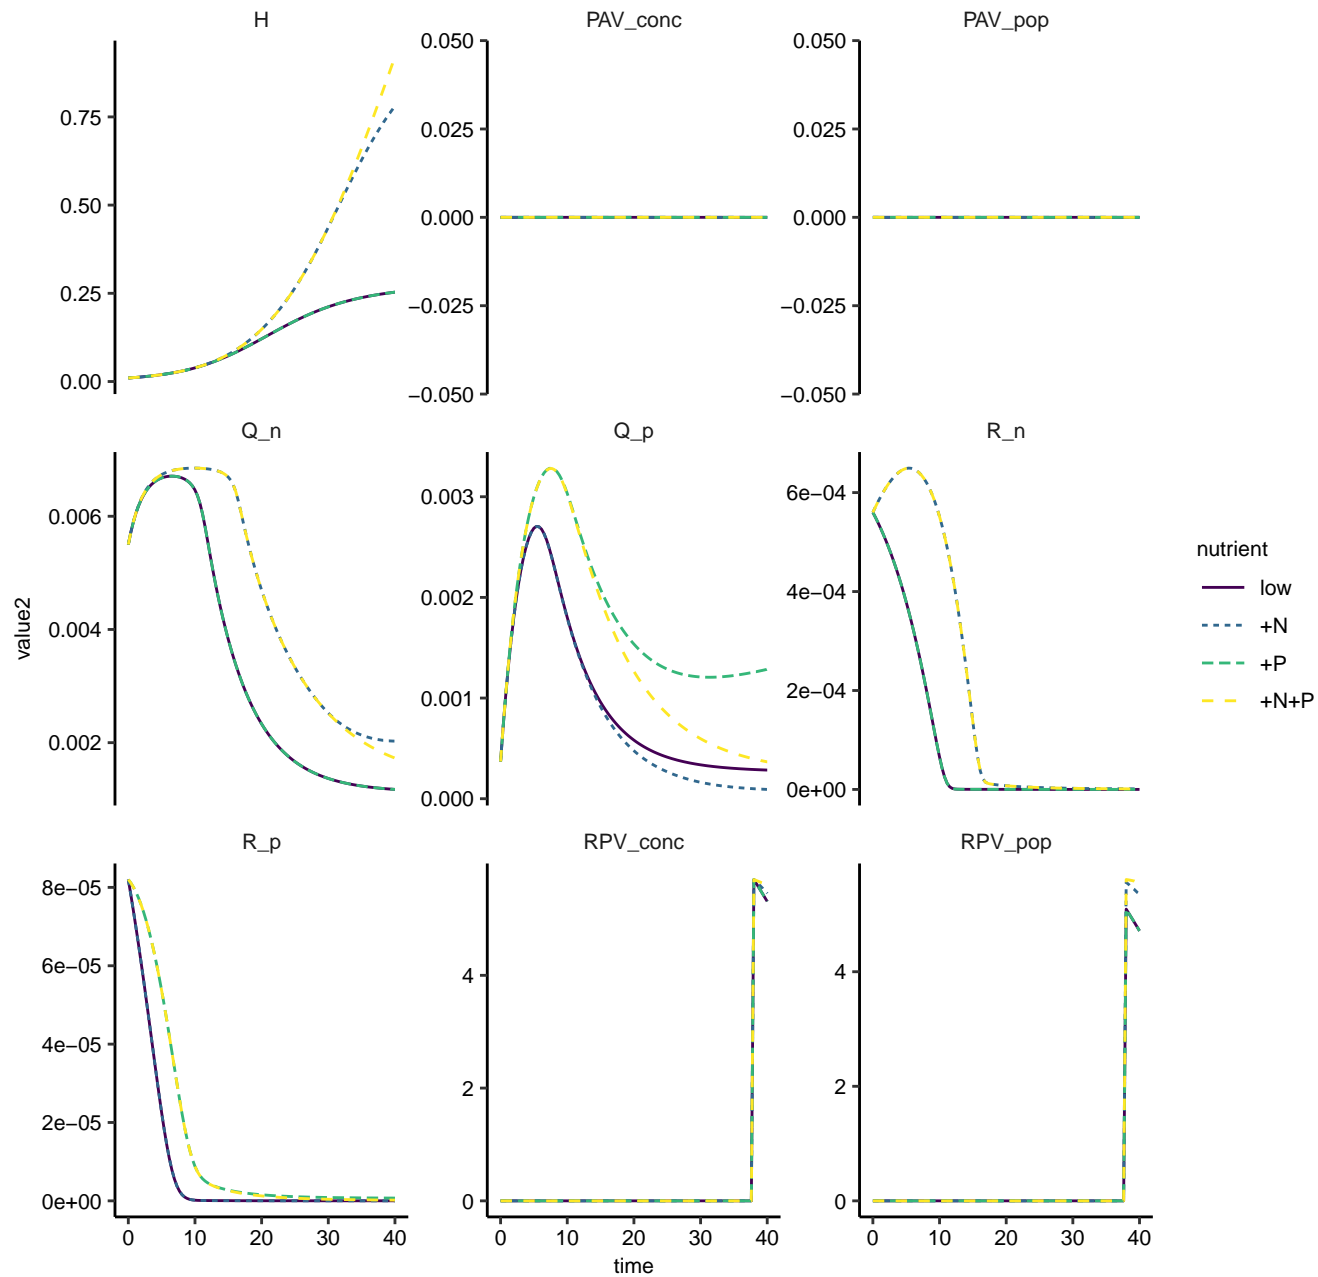 H
PAV_conc
PAV_pop
0.75
0.50
0.25
0.00
0.050
0.025
0.000
−0.025
−0.050
0.050
0.025
0.000
−0.025
−0.050
Q_n
Q_p
R_n
0.006
0.004
0.002
0.003
0.002
0.001
0.000
6e−04
4e−04
2e−04
0e+00
R_p
RPV_conc
RPV_pop
8e−05
6e−05
4e−05
2e−05
0e+00
4
2
0
4
2
0
0 10 20 30 40
0 10 20 30 40
0 10 20 30 40
time
value2
nutrient
low
+N
+P
+N+P